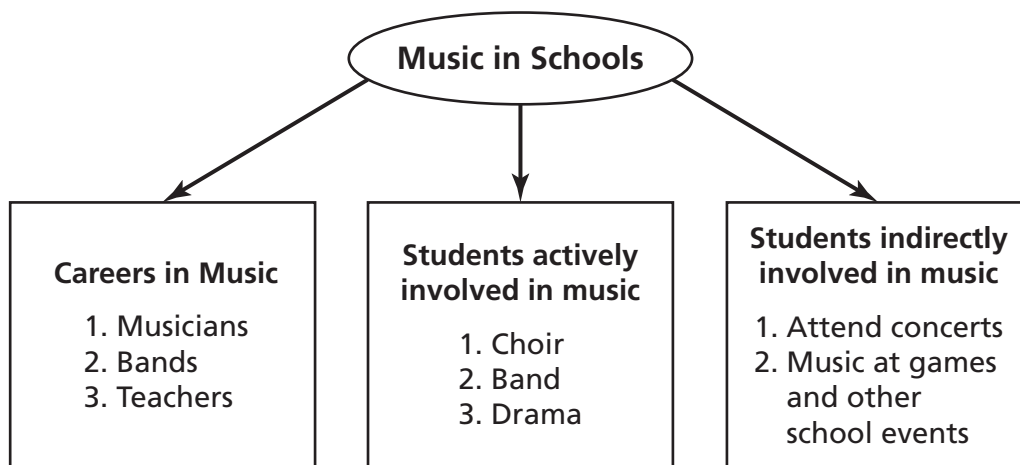 Music in Schools
Careers in Music
1. Musicians
2. Bands
3. Teachers
Students actively
involved in music
1. Choir
2. Band
3. Drama
Students indirectly
involved in music
1. Attend concerts
2. Music at games
and other
school events